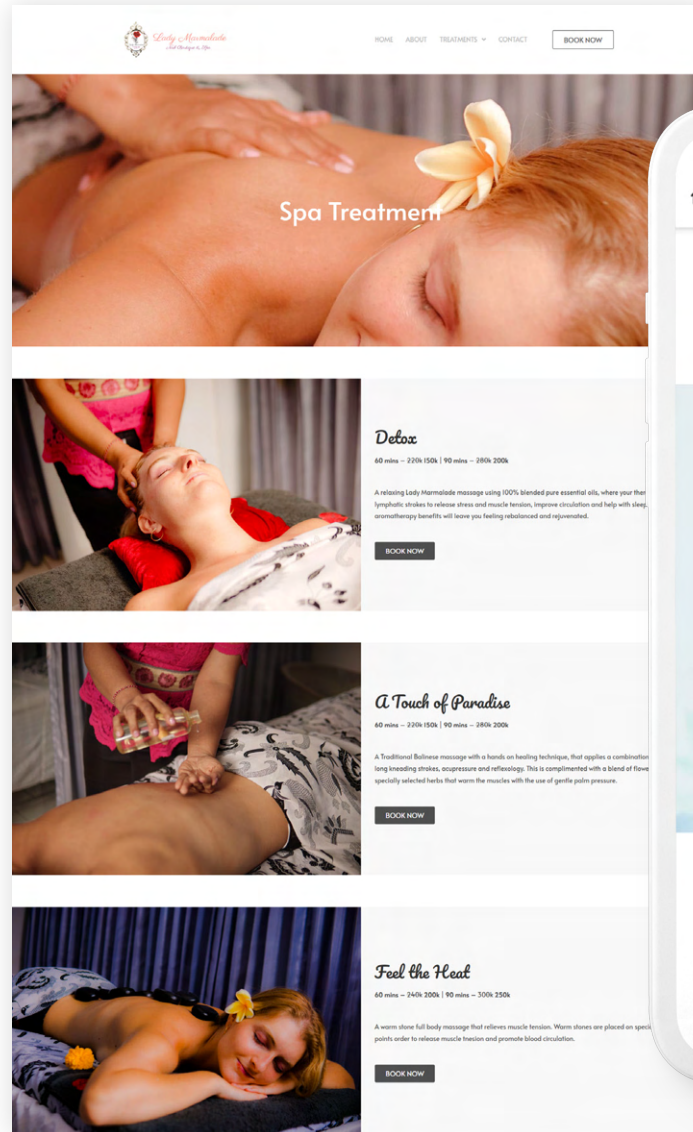 Lady Marmalade
Nail Boutique & Spa
HOME ABOUT TREATMENTS CONTACT BOOK NOW
Spa Treatment
Detox
60 mins – 220k 150k | 90 mins – 280k 200k
A relaxing Lady Marmalade massage using 100% blended pure essential oils, where your ther
lymphatic strokes to release stress and muscle tension, improve circulation and help with sleep.
aromatherapy benefits will leave you feeling rebalanced and rejuvenated.
BOOK NOW
A Touch of Paradise
60 mins – 220k 150k | 90 mins – 280k 200k
A Traditional Balinese massage with a hands on healing technique, that applies a combination
long kneading strokes, acupressure and reflexology. This is complimented with a blend of flowe
specially selected herbs that warm the muscles with the use of gentle palm pressure.
BOOK NOW
Feel the Heat
60 mins – 240k 200k | 90 mins – 300k 250k
A warm stone full body massage that relieves muscle tension. Warm stones are placed on speci
points order to release muscle tnesion and promote blood circulation.
BOOK NOW